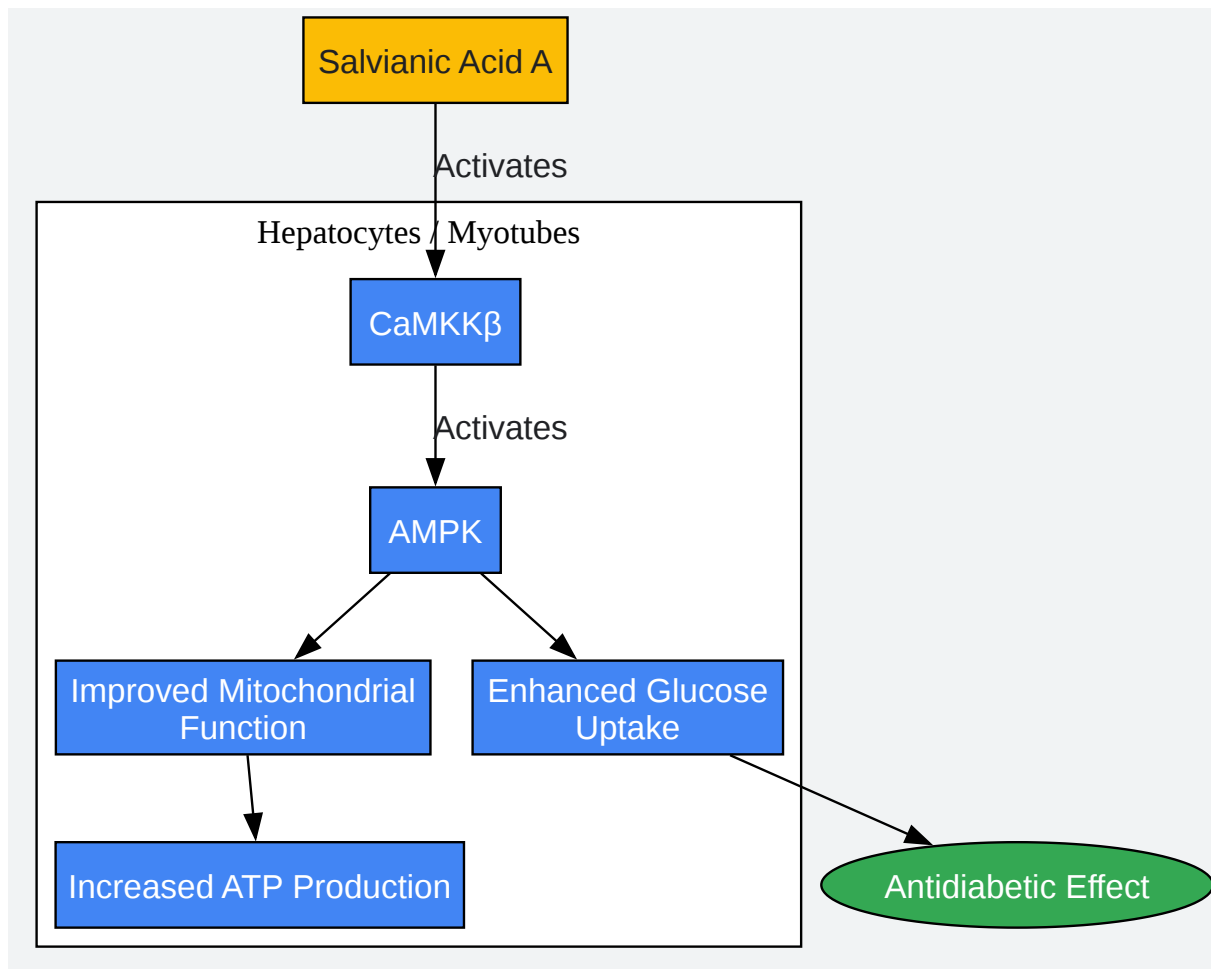 Salvianic Acid A
Activates
Hepatocytes / Myotubes
CaMKKβ
Activates
AMPK
Improved Mitochondrial
Function
Enhanced Glucose
Uptake
Increased ATP Production
Antidiabetic Effect